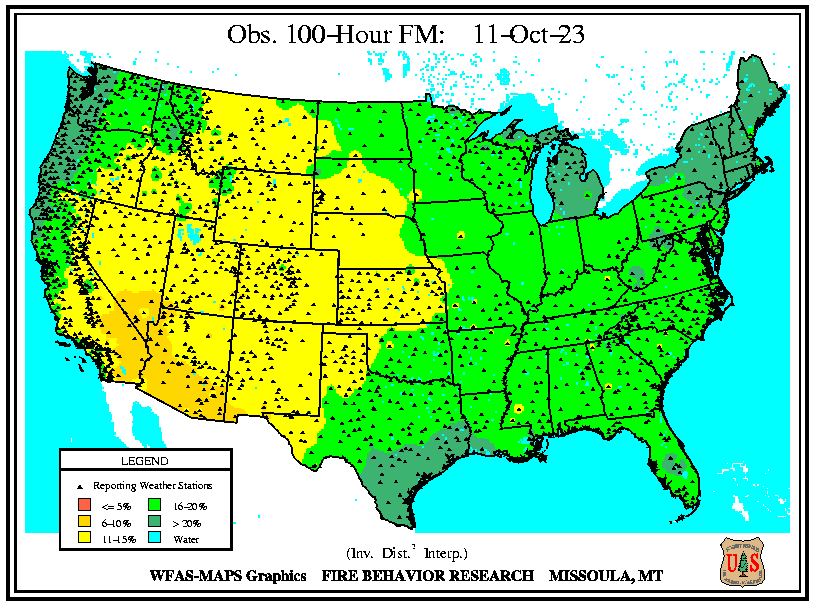 Obs. 100-Hour FM: 11-Oct-23
LEGEND
Reporting Weather Stations
<= 5% 16-20%
6-10% > 20%
11-15% Water
(Inv. Dist.² Interp.)
WFAS-MAPS Graphics FIRE BEHAVIOR RESEARCH MISSOULA, MT
U S